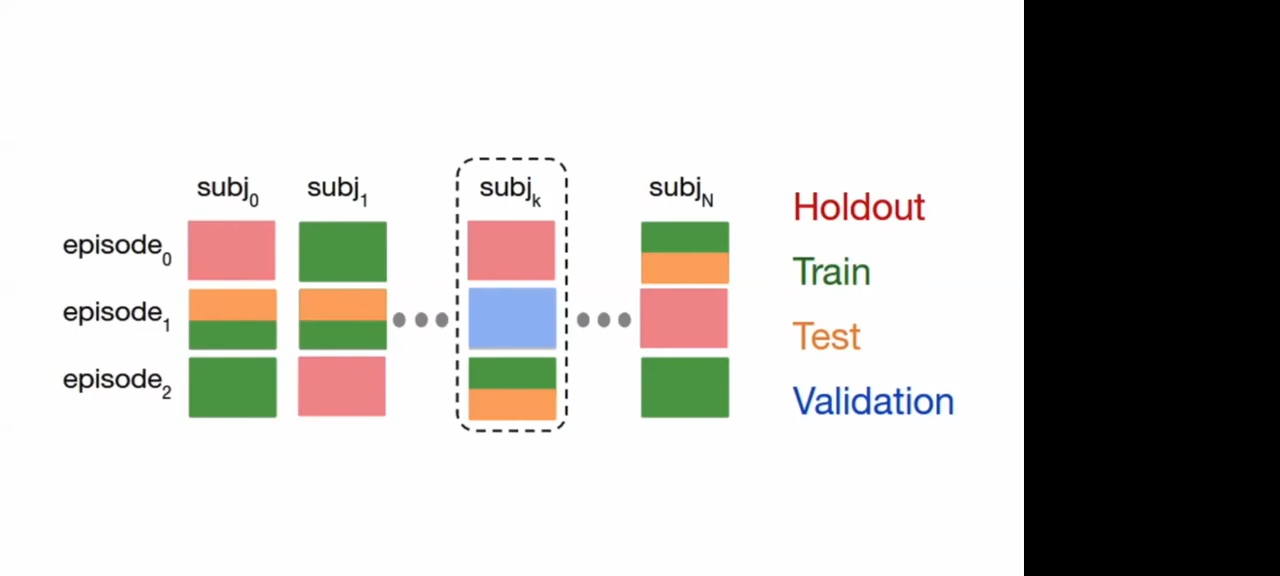 subj0 subj1 subjk subjN
episode0
episode1
episode2
Holdout
Train
Test
Validation